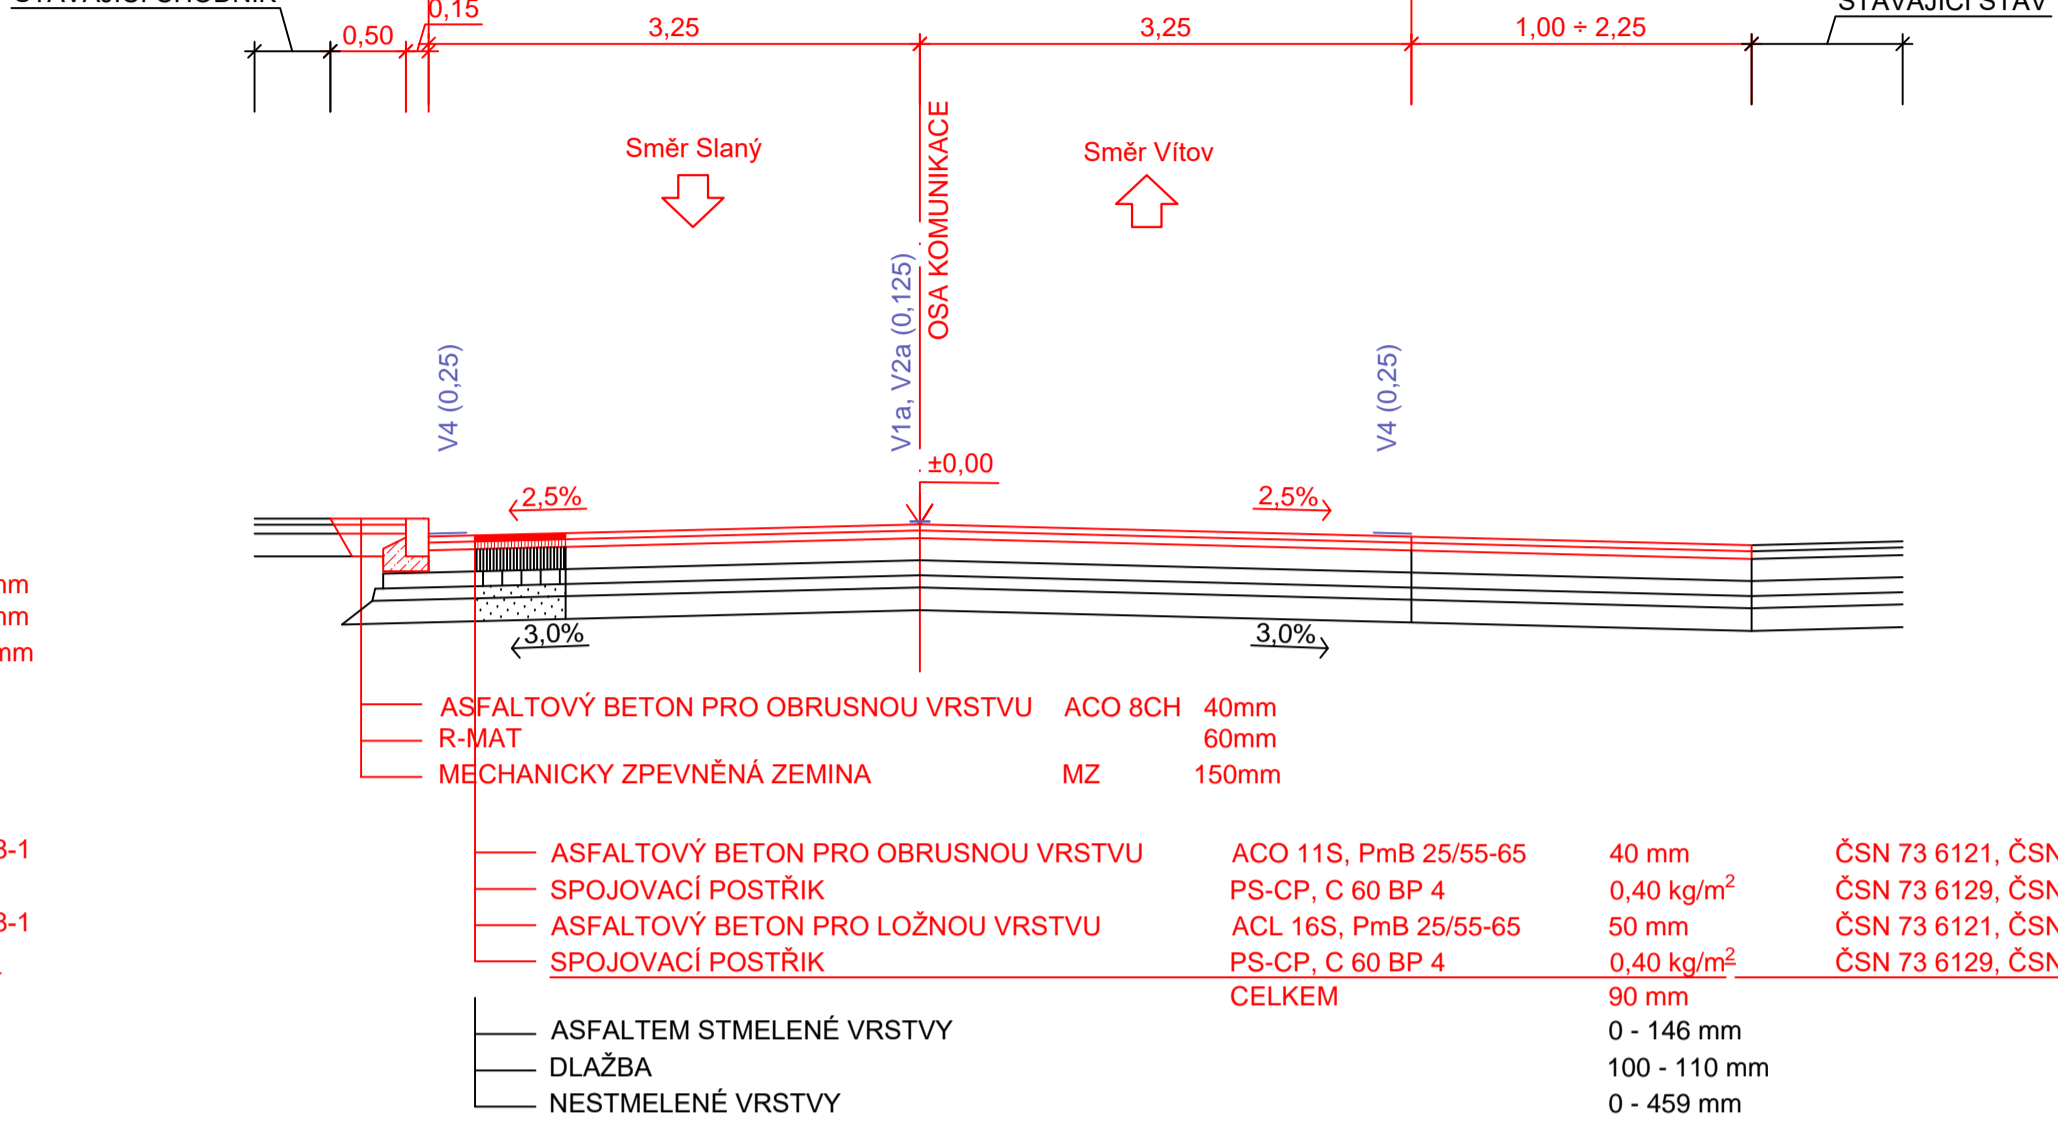 0,15
0,50
3,25
3,25
1,00 ÷ 2,25
Směr Slaný
Směr Vítov
OSA KOMUNIKACE
V1a, V2a (0,125)
V4 (0,25)
V4 (0,25)
±0,00
2,5%
2,5%
3,0%
3,0%
mm
mm
mm
ASFALTOVÝ BETON PRO OBRUSNOU VRSTVU ACO 8CH 40mm
R-MAT 60mm
MECHANICKY ZPEVNĚNÁ ZEMINA MZ 150mm
3-1
ASFALTOVÝ BETON PRO OBRUSNOU VRSTVU ACO 11S, PmB 25/55-65 40 mm ČSN 73 6121, ČSN
SPOJOVACÍ POSTŘIK PS-CP, C 60 BP 4 0,40 kg/m² ČSN 73 6129, ČSN
3-1
ASFALTOVÝ BETON PRO LOŽNOU VRSTVU ACL 16S, PmB 25/55-65 50 mm ČSN 73 6121, ČSN
SPOJOVACÍ POSTŘIK PS-CP, C 60 BP 4 0,40 kg/m² ČSN 73 6129, ČSN
CELKEM 90 mm
ASFALTEM STMELENÉ VRSTVY 0 - 146 mm
DLAŽBA 100 - 110 mm
NESTMELENÉ VRSTVY 0 - 459 mm